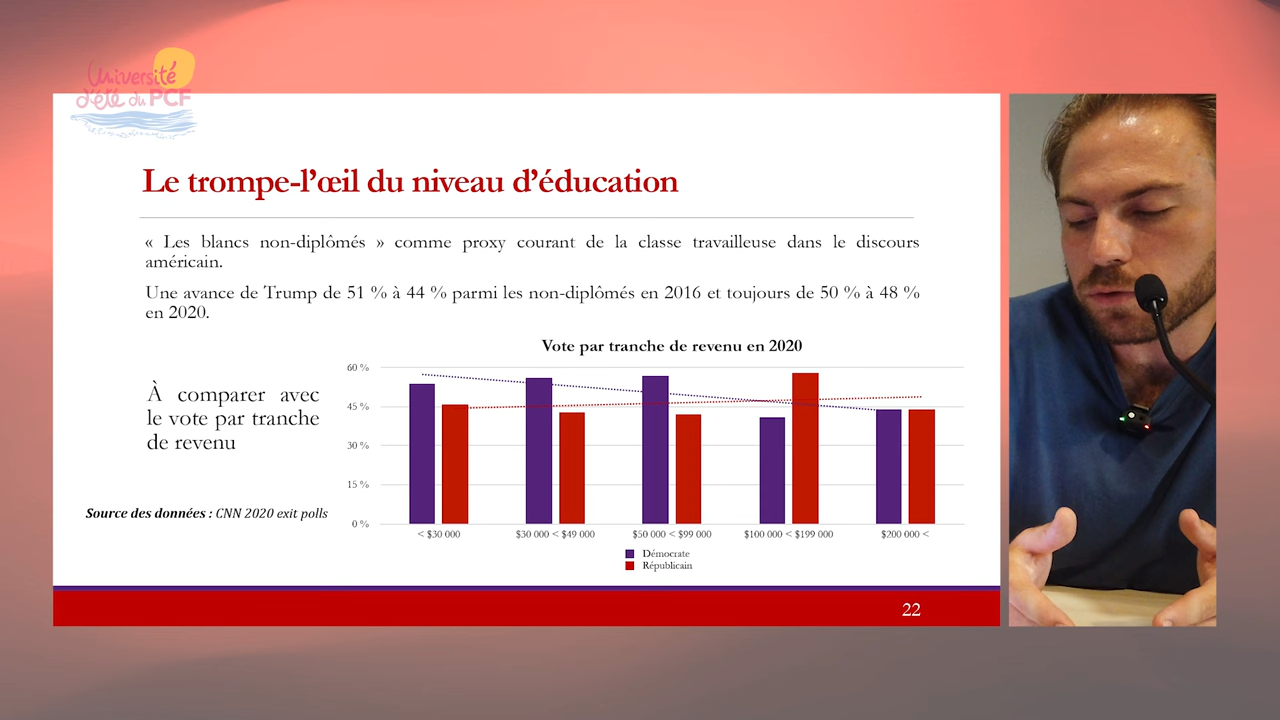 Université
d'été du PCF
Le trompe-l'œil du niveau d'éducation
« Les blancs non-diplômés » comme proxy courant de la classe travailleuse dans le discours
américain.
Une avance de Trump de 51 % à 44 % parmi les non-diplômés en 2016 et toujours de 50 % à 48 %
en 2020.
À comparer avec
le vote par tranche
de revenu
Source des données : CNN 2020 exit polls
Vote par tranche de revenu en 2020
60 %
45 %
30 %
15 %
0 %
< $30 000
$30 000 < $49 000
$50 000 < $99 000
$100 000 < $199 000
$200 000 <
Démocrate
Républicain
22